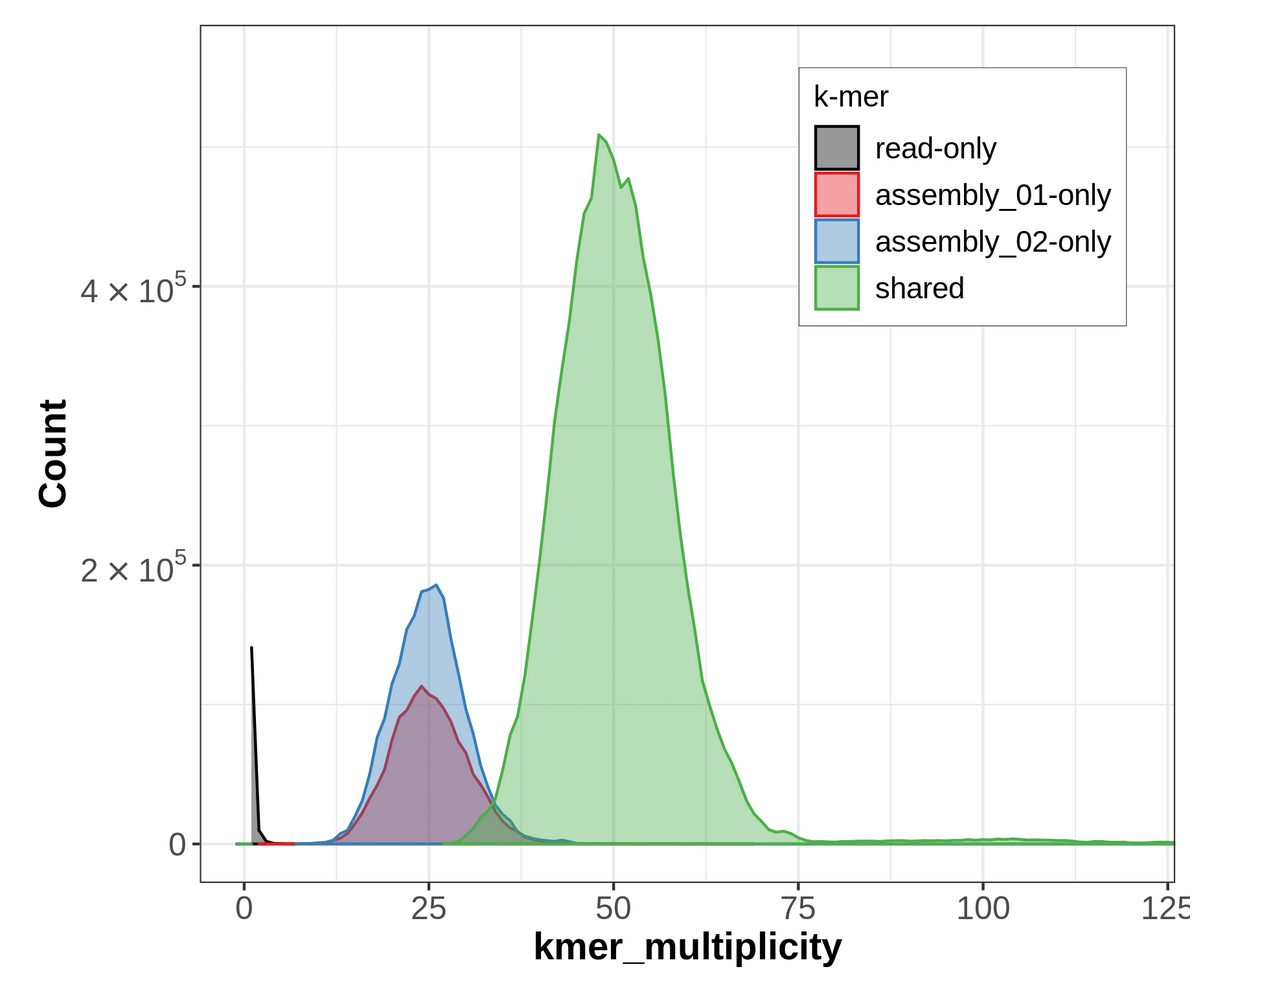 k-mer
read-only
assembly_01-only
assembly_02-only
shared
4 × 10⁵
2 × 10⁵
0
Count
0 25 50 75 100 125
kmer_multiplicity